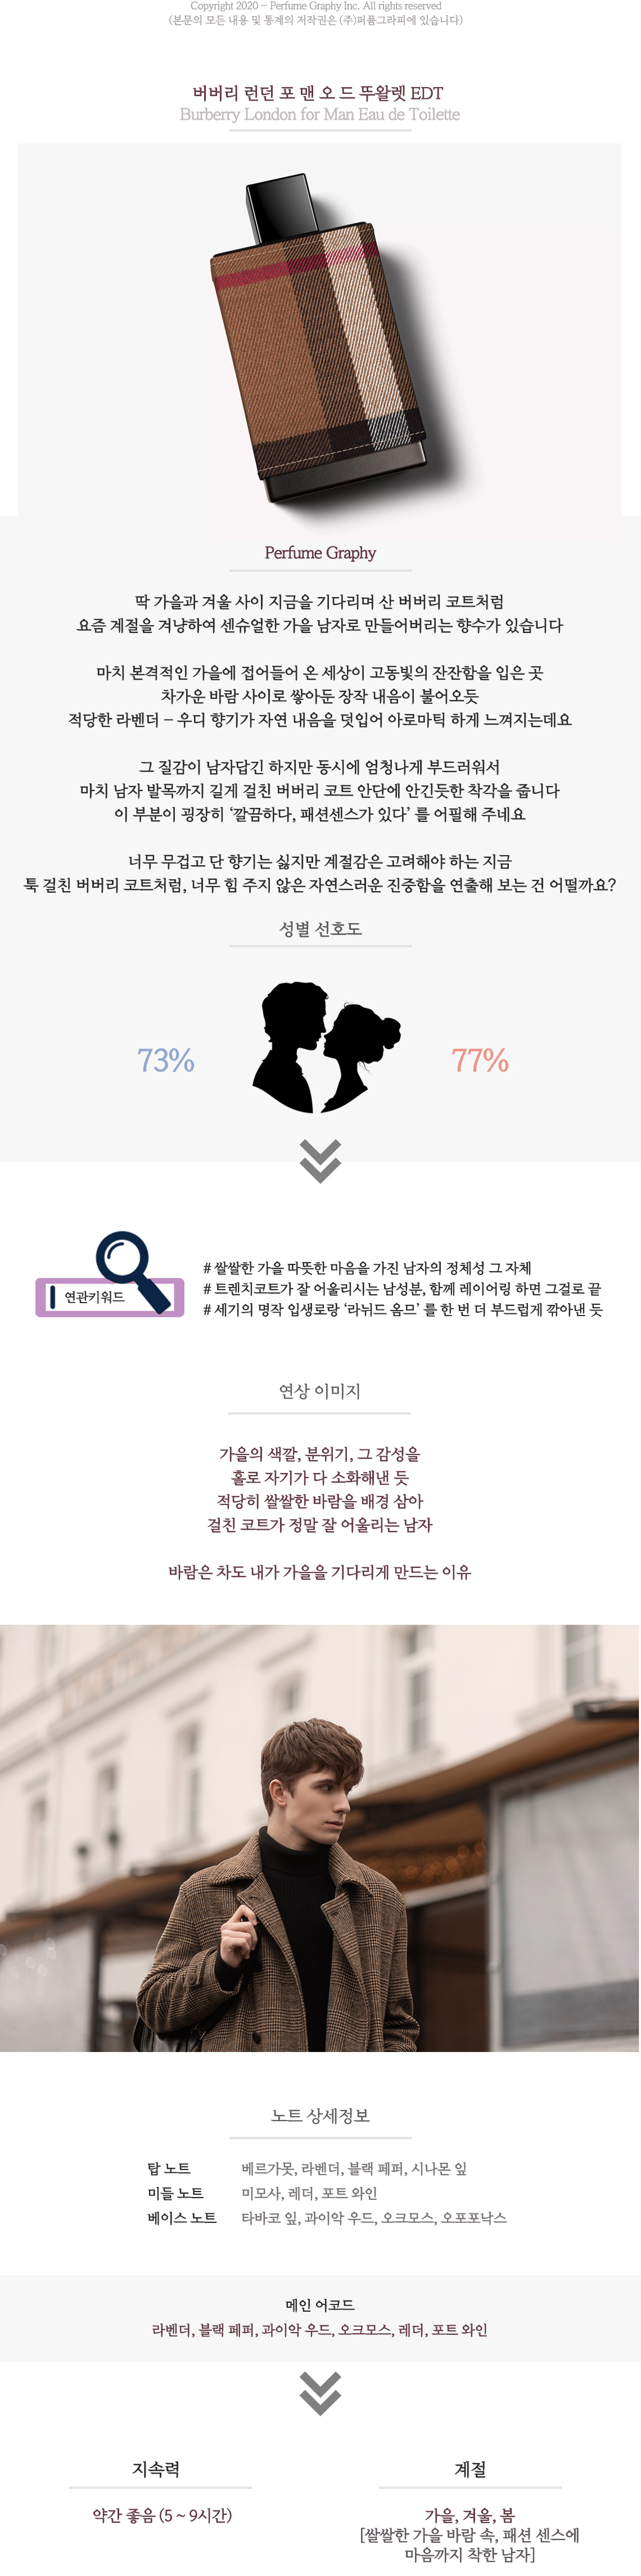 Copyright 2020 - Perfume Graphy Inc. All rights reserved
(본문의 모든 내용 및 통계의 저작권은 (주)퍼퓸그라피에 있습니다)
버버리 런던 포 맨 오 드 뚜왈렛 EDT
Burberry London for Man Eau de Toilette
Perfume Graphy
딱 가을과 겨울 사이 지금을 기다리며 산 버버리 코트처럼
요즘 계절을 겨냥하여 센슈얼한 가을 남자로 만들어버리는 향수가 있습니다
마치 본격적인 가을에 접어들어 온 세상이 고동빛의 잔잔함을 입은 곳
차가운 바람 사이로 쌓아둔 장작 내음이 불어오듯
적당한 라벤더 - 우디 향기가 자연 내음을 덧입어 아로마틱 하게 느껴지는데요
그 질감이 남자답긴 하지만 동시에 엄청나게 부드러워서
마치 남자 발목까지 길게 걸친 버버리 코트 안단에 안긴듯한 착각을 줍니다
이 부분이 굉장히 ‘깔끔하다, 패션센스가 있다’ 를 어필해 주네요
너무 무겁고 단 향기는 싫지만 계절감은 고려해야 하는 지금
툭 걸친 버버리 코트처럼, 너무 힘 주지 않은 자연스러운 진중함을 연출해 보는 건 어떨까요?
성별 선호도
73%
77%
연관키워드
# 쌀쌀한 가을 따뜻한 마음을 가진 남자의 정체성 그 자체
# 트렌치코트가 잘 어울리시는 남성분, 함께 레이어링 하면 그걸로 끝
# 세기의 명작 입생로랑 ‘라뉘드 옴므’ 를 한 번 더 부드럽게 깎아낸 듯
연상 이미지
가을의 색깔, 분위기, 그 감성을
홀로 자기가 다 소화해낸 듯
적당히 쌀쌀한 바람을 배경 삼아
걸친 코트가 정말 잘 어울리는 남자
바람은 차도 내가 가을을 기다리게 만드는 이유
노트 상세정보
탑 노트 베르가못, 라벤더, 블랙 페퍼, 시나몬 잎
미들 노트 미모사, 레더, 포트 와인
베이스 노트 타바코 잎, 과이악 우드, 오크모스, 오포포낙스
메인 어코드
라벤더, 블랙 페퍼, 과이악 우드, 오크모스, 레더, 포트 와인
지속력
약간 좋음 (5 ~ 9시간)
계절
가을, 겨울, 봄
[쌀쌀한 가을 바람 속, 패션 센스에
마음까지 착한 남자]